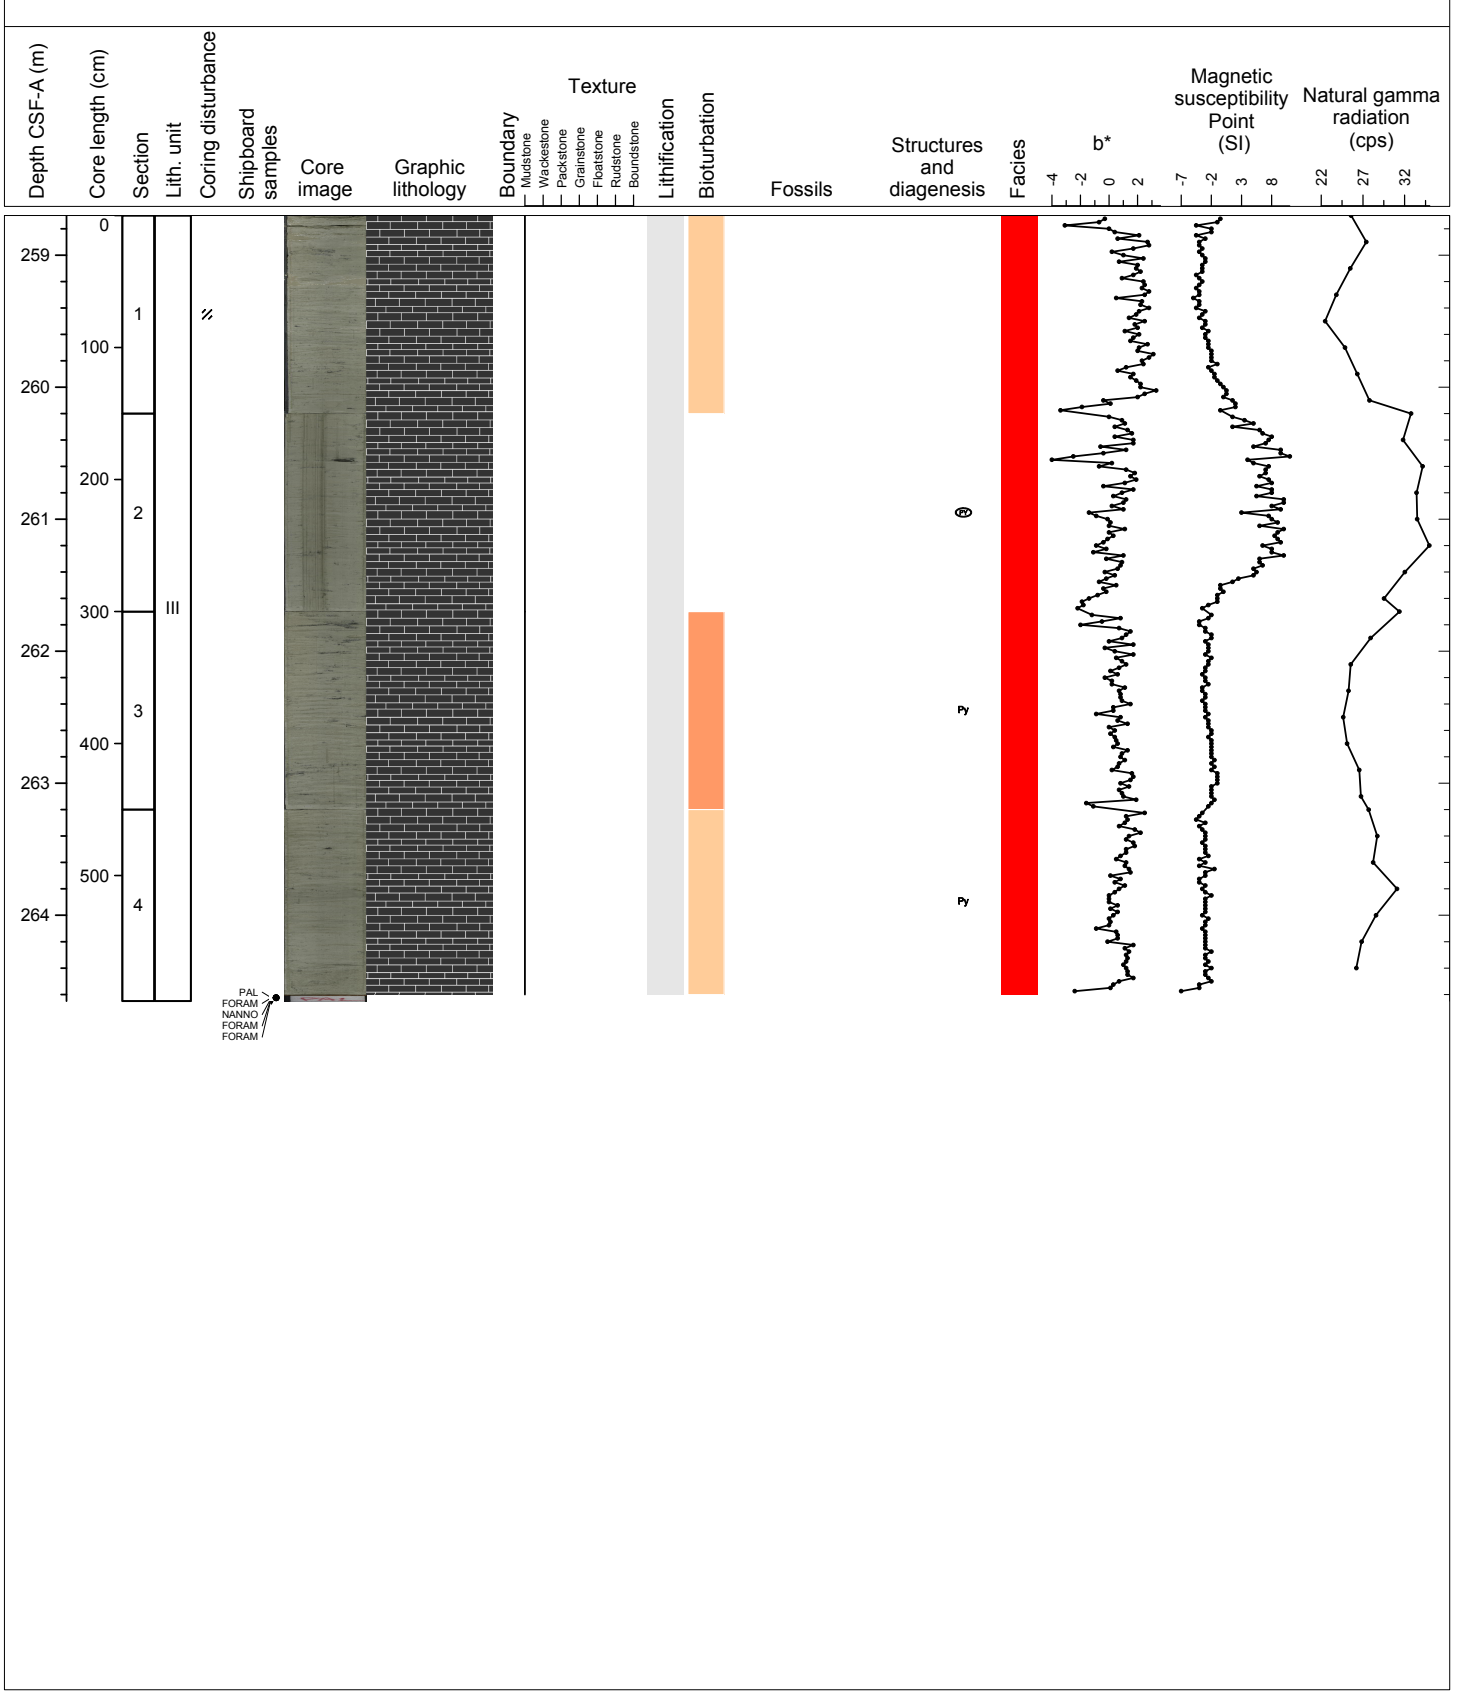 Depth CSF-A (m)
Core length (cm)
Section
Lith. unit
Coring disturbance
Shipboard
samples
Core
image
Graphic
lithology
Boundary
Texture
Mudstone
Wackestone
Packstone
Grainstone
Floatstone
Rudstone
Boundstone
Lithification
Bioturbation
Fossils
Structures
and
diagenesis
Facies
b*
-4
-2
0
2
Magnetic
susceptibility
Point
(SI)
-7
-2
3
8
Natural gamma
radiation
(cps)
22
27
32
0
259
1
100
260
200
2
261
PY
300
III
262
3
Py
400
263
500
4
264
Py
PAL
FORAM
NANNO
FORAM
FORAM